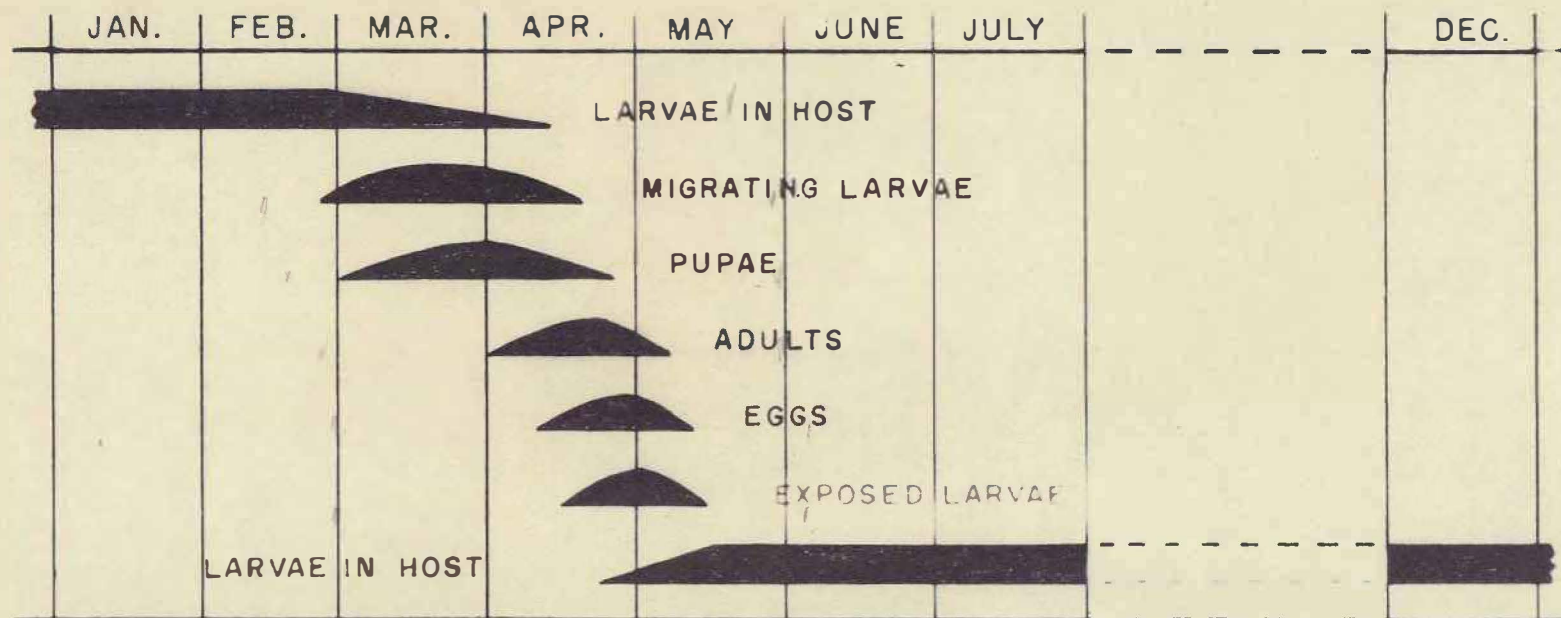 JAN. FEB. MAR. APR. MAY JUNE JULY DEC.
LARVAE IN HOST
MIGRATING LARVAE
PUPAE
ADULTS
EGGS
EXPOSED LARVAE
LARVAE IN HOST